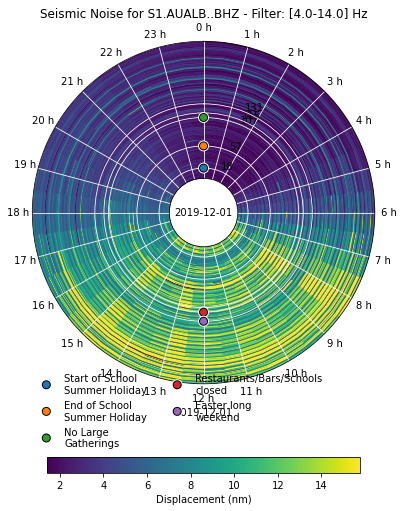 Seismic Noise for S1.AUALB..BHZ - Filter: [4.0-14.0] Hz
0 h
23 h
1 h
22 h
2 h
21 h
3 h
20 h
4 h
19 h
5 h
18 h
6 h
17 h
7 h
16 h
8 h
15 h
9 h
14 h
10 h
13 h
11 h
12 h
131
57
16
2019-12-01
2019-12-01
Start of School
Summer Holiday
End of School
Summer Holiday
No Large
Gatherings
Restaurants/Bars/Schools
closed
Easter long
weekend
2
4
6
8
10
12
14
Displacement (nm)